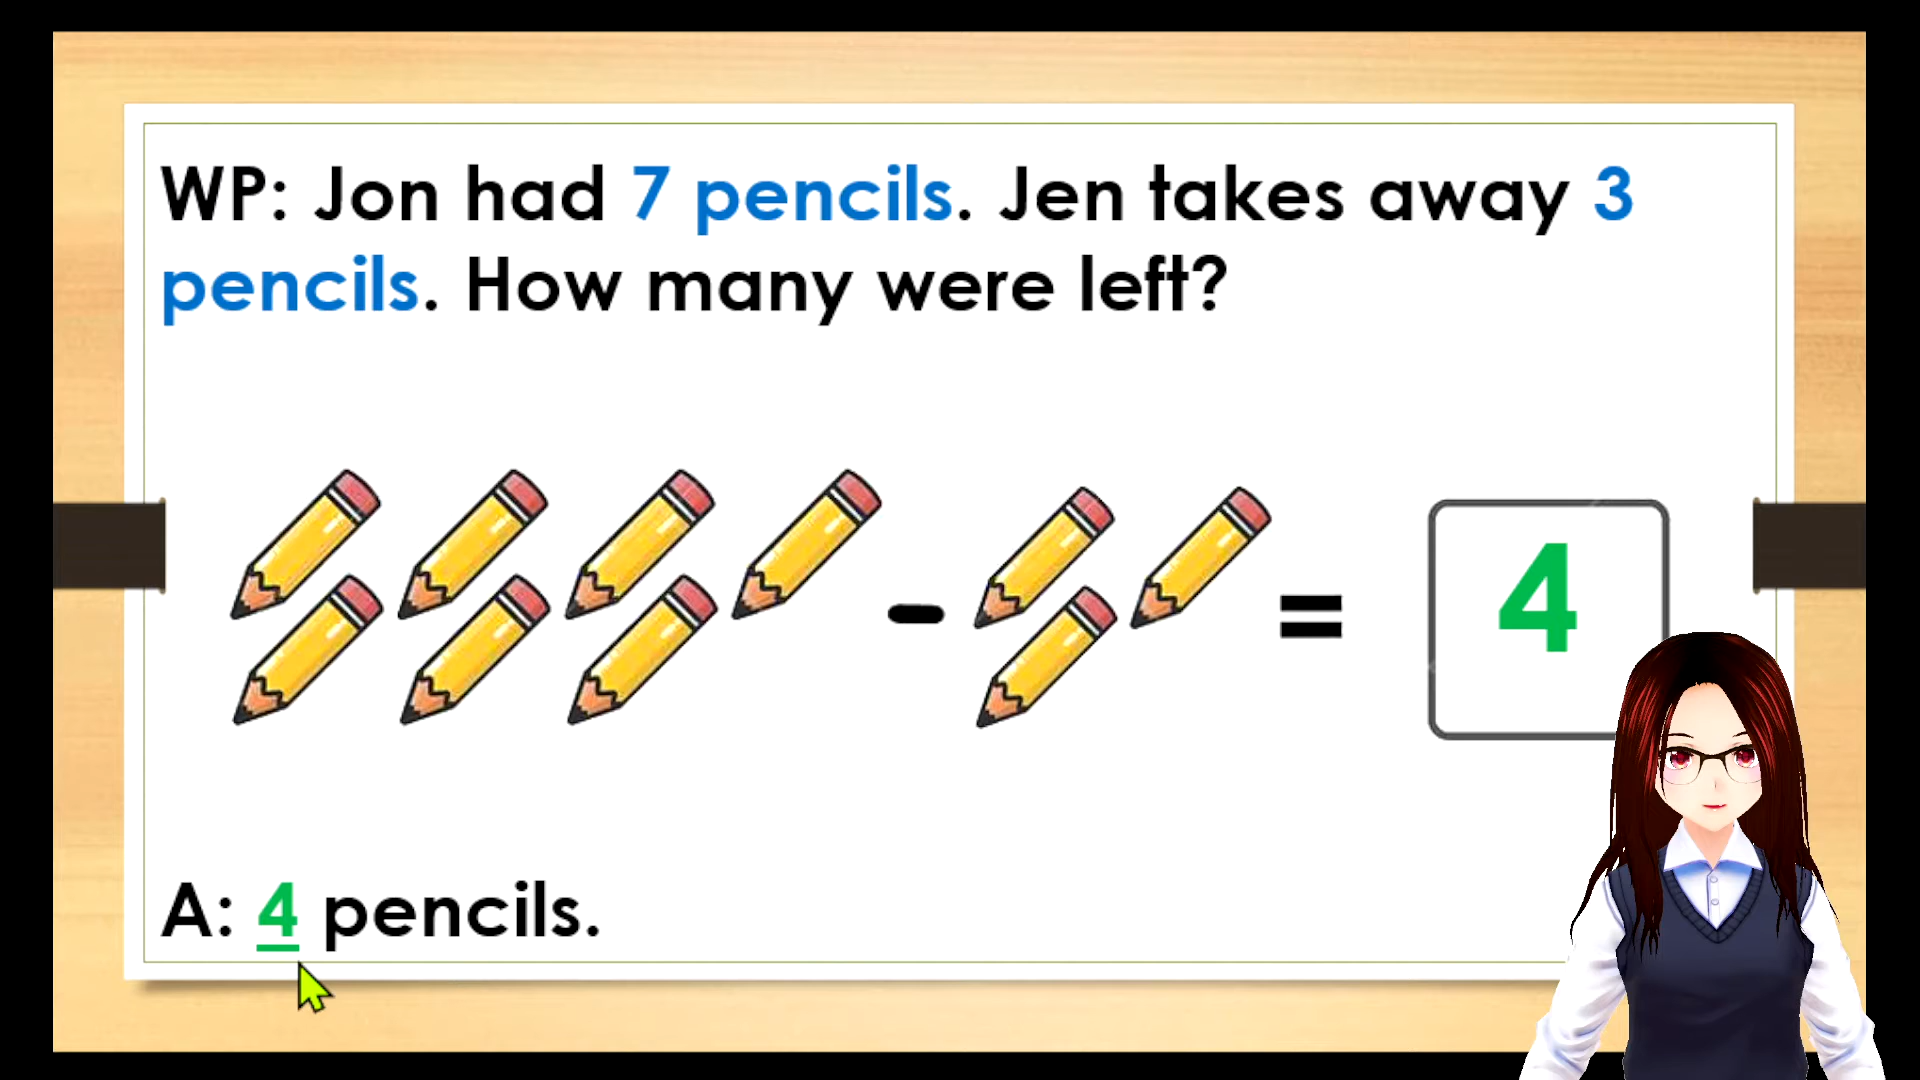 WP: Jon had 7 pencils. Jen takes away 3
pencils. How many were left?
- = 4
A: 4 pencils.